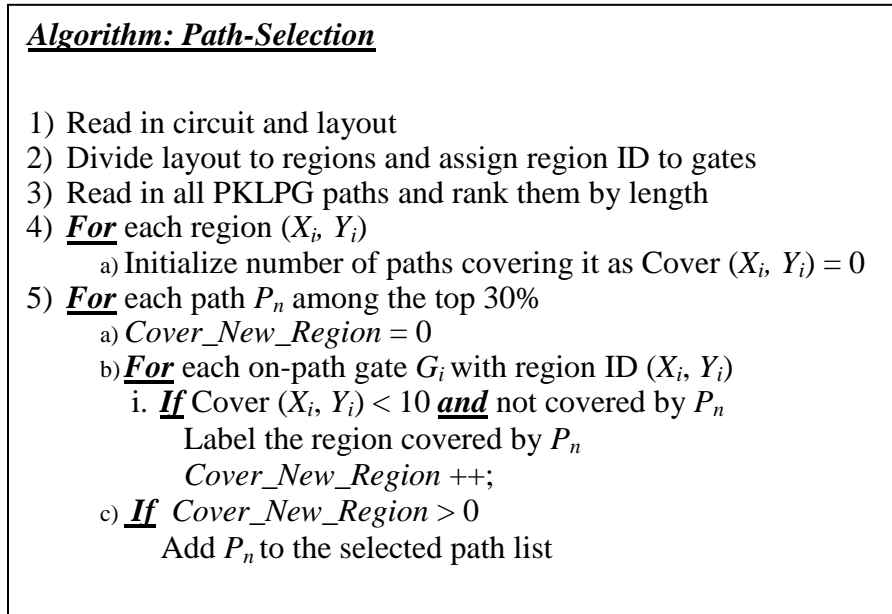 Algorithm: Path-Selection
1) Read in circuit and layout
2) Divide layout to regions and assign region ID to gates
3) Read in all PKLPG paths and rank them by length
4) For each region (Xi, Yi)
a) Initialize number of paths covering it as Cover (Xi, Yi) = 0
5) For each path Pn among the top 30%
a) Cover_New_Region = 0
b) For each on-path gate Gi with region ID (Xi, Yi)
i. If Cover (Xi, Yi) < 10 and not covered by Pn
Label the region covered by Pn
Cover_New_Region ++;
c) If Cover_New_Region > 0
Add Pn to the selected path list